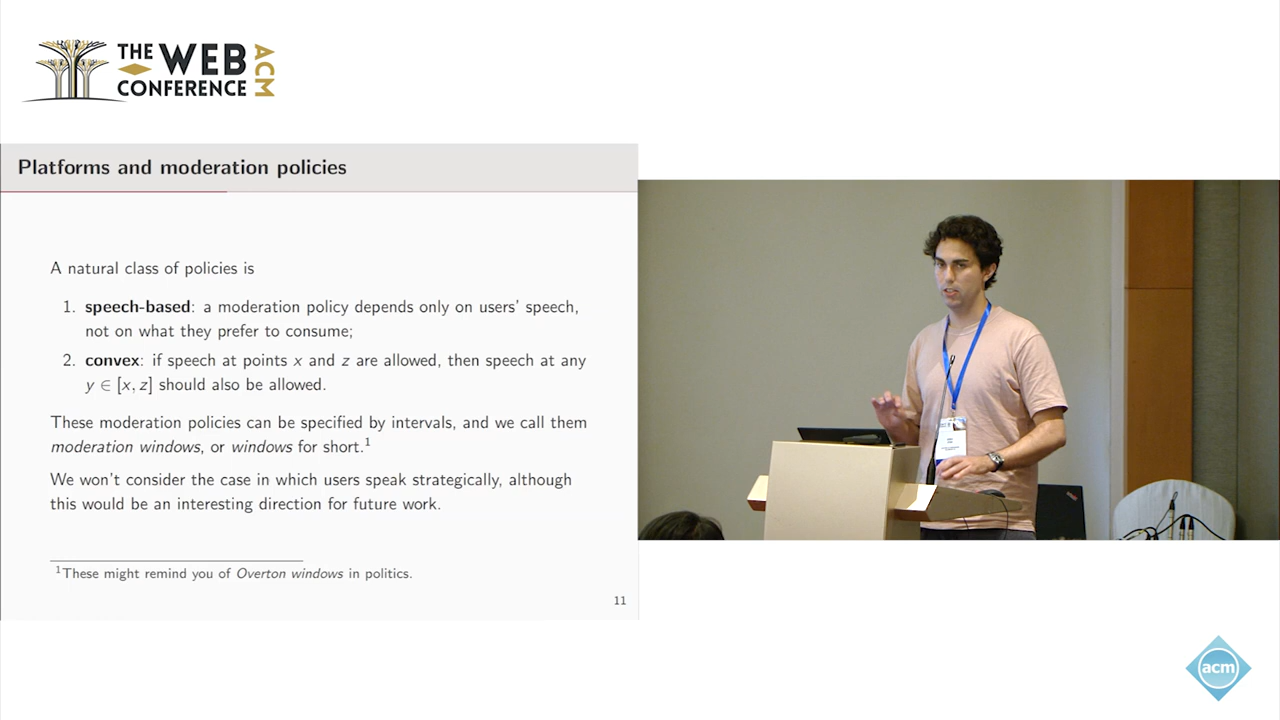 THE WEB
CONFERENCE
ACM
Platforms and moderation policies
A natural class of policies is
1. speech-based: a moderation policy depends only on users' speech,
not on what they prefer to consume;
2. convex: if speech at points x and z are allowed, then speech at any
y ∈ [x, z] should also be allowed.
These moderation policies can be specified by intervals, and we call them
moderation windows, or windows for short.¹
We won't consider the case in which users speak strategically, although
this would be an interesting direction for future work.
¹These might remind you of Overton windows in politics.
11
acm